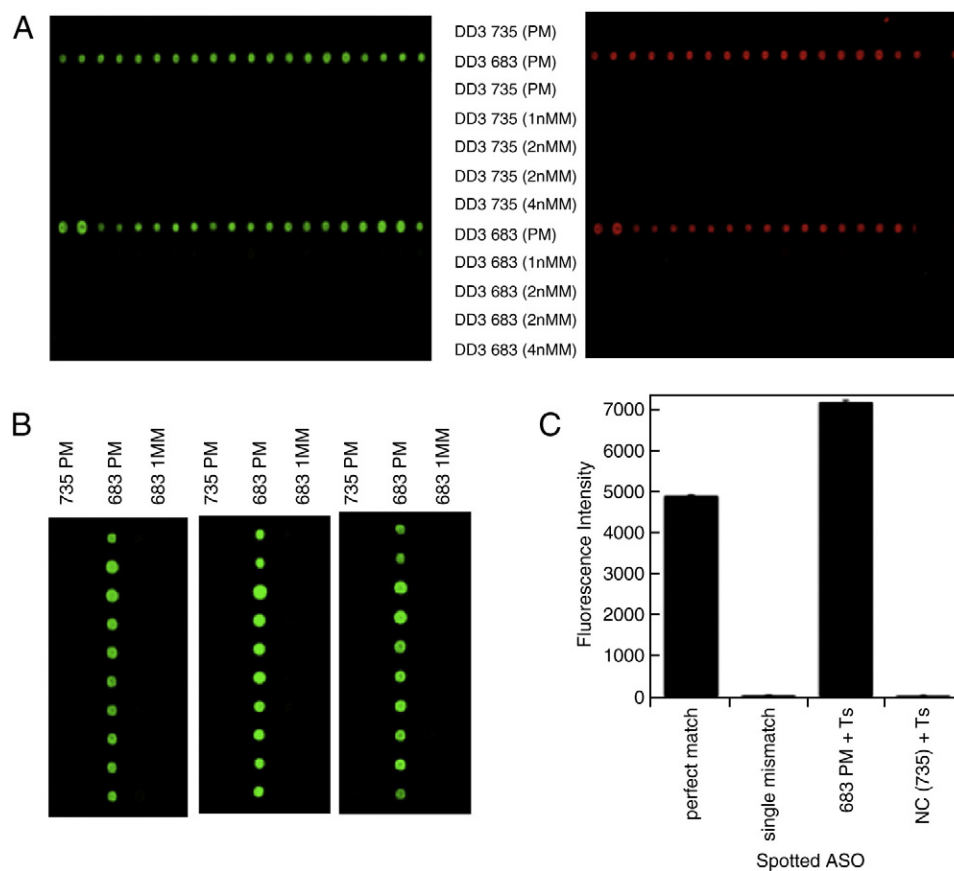 A
DD3 735 (PM)
DD3 683 (PM)
DD3 735 (PM)
DD3 735 (1nMM)
DD3 735 (2nMM)
DD3 735 (2nMM)
DD3 735 (4nMM)
DD3 683 (PM)
DD3 683 (1nMM)
DD3 683 (2nMM)
DD3 683 (2nMM)
DD3 683 (4nMM)
B
735 PM
683 PM
683 1MM
735 PM
683 PM
683 1MM
735 PM
683 PM
683 1MM
C
Fluorescence Intensity
7000
6000
5000
4000
3000
2000
1000
0
perfect match
single mismatch
683 PM + Ts
NC (735) + Ts
Spotted ASO